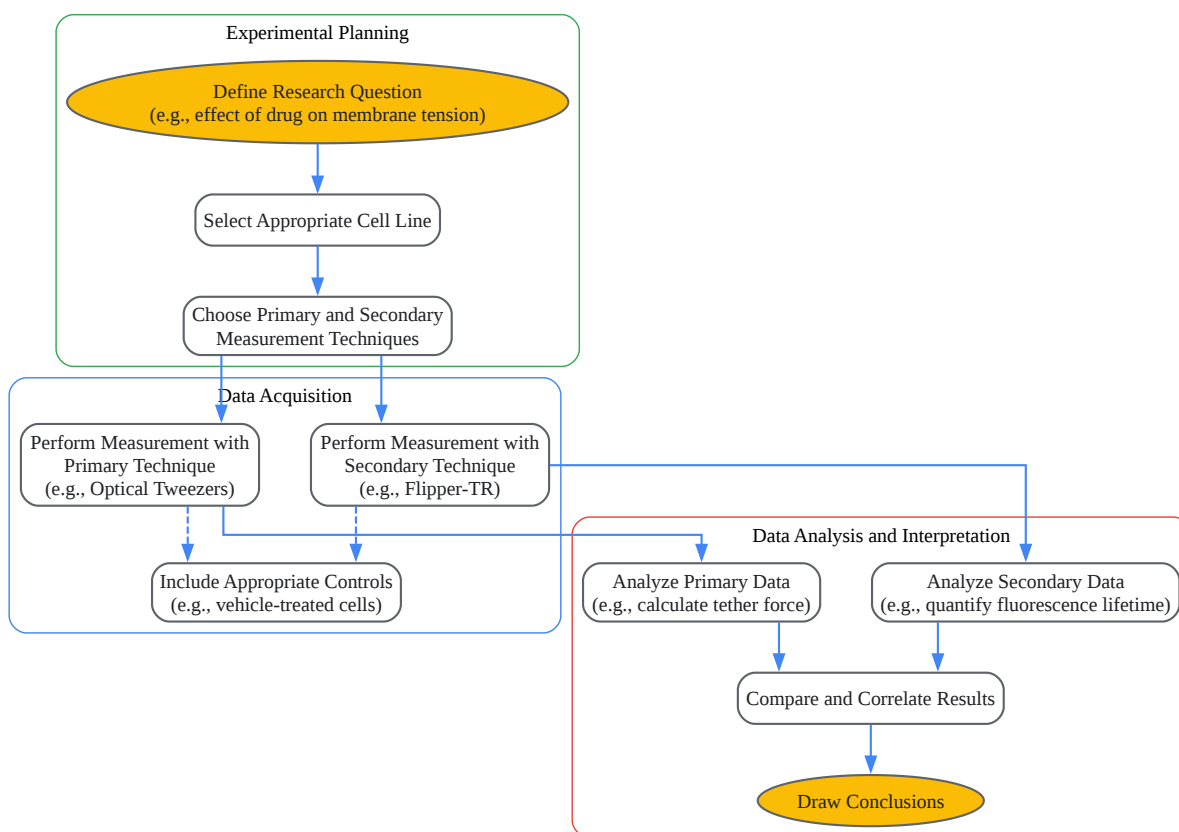 Experimental Planning
Define Research Question
(e.g., effect of drug on membrane tension)
Select Appropriate Cell Line
Choose Primary and Secondary
Measurement Techniques
Data Acquisition
Perform Measurement with
Primary Technique
(e.g., Optical Tweezers)
Perform Measurement with
Secondary Technique
(e.g., Flipper-TR)
Include Appropriate Controls
(e.g., vehicle-treated cells)
Data Analysis and Interpretation
Analyze Primary Data
(e.g., calculate tether force)
Analyze Secondary Data
(e.g., quantify fluorescence lifetime)
Compare and Correlate Results
Draw Conclusions